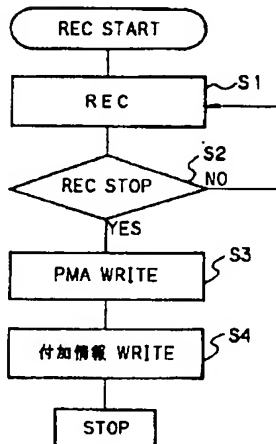 REC START
REC
S1
S2
REC STOP
NO
YES
S3
PMA WRITE
S4
付加情報 WRITE
STOP